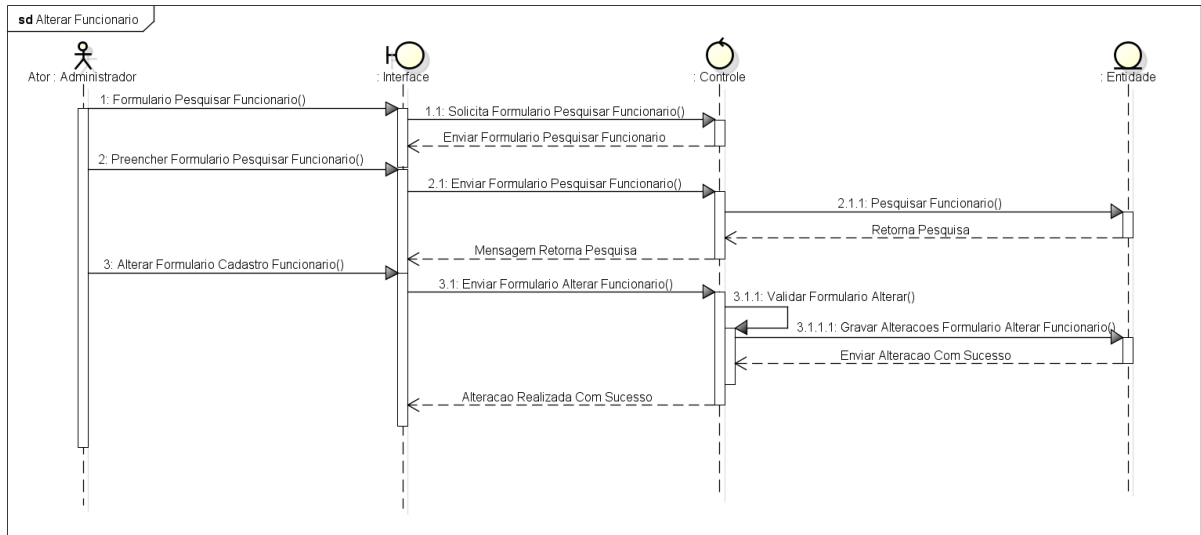 sd Alterar Funcionario
Ator : Administrador
: Interface
: Controle
: Entidade
1: Formulario Pesquisar Funcionario()
1.1: Solicita Formulario Pesquisar Funcionario()
Enviar Formulario Pesquisar Funcionario
2: Preencher Formulario Pesquisar Funcionario()
2.1: Enviar Formulario Pesquisar Funcionario()
2.1.1: Pesquisar Funcionario()
Retorna Pesquisa
Mensagem Retorna Pesquisa
3: Alterar Formulario Cadastro Funcionario()
3.1: Enviar Formulario Alterar Funcionario()
3.1.1: Validar Formulario Alterar()
3.1.1.1: Gravar Alteracoes Formulario Alterar Funcionario()
Enviar Alteracao Com Sucesso
Alteracao Realizada Com Sucesso